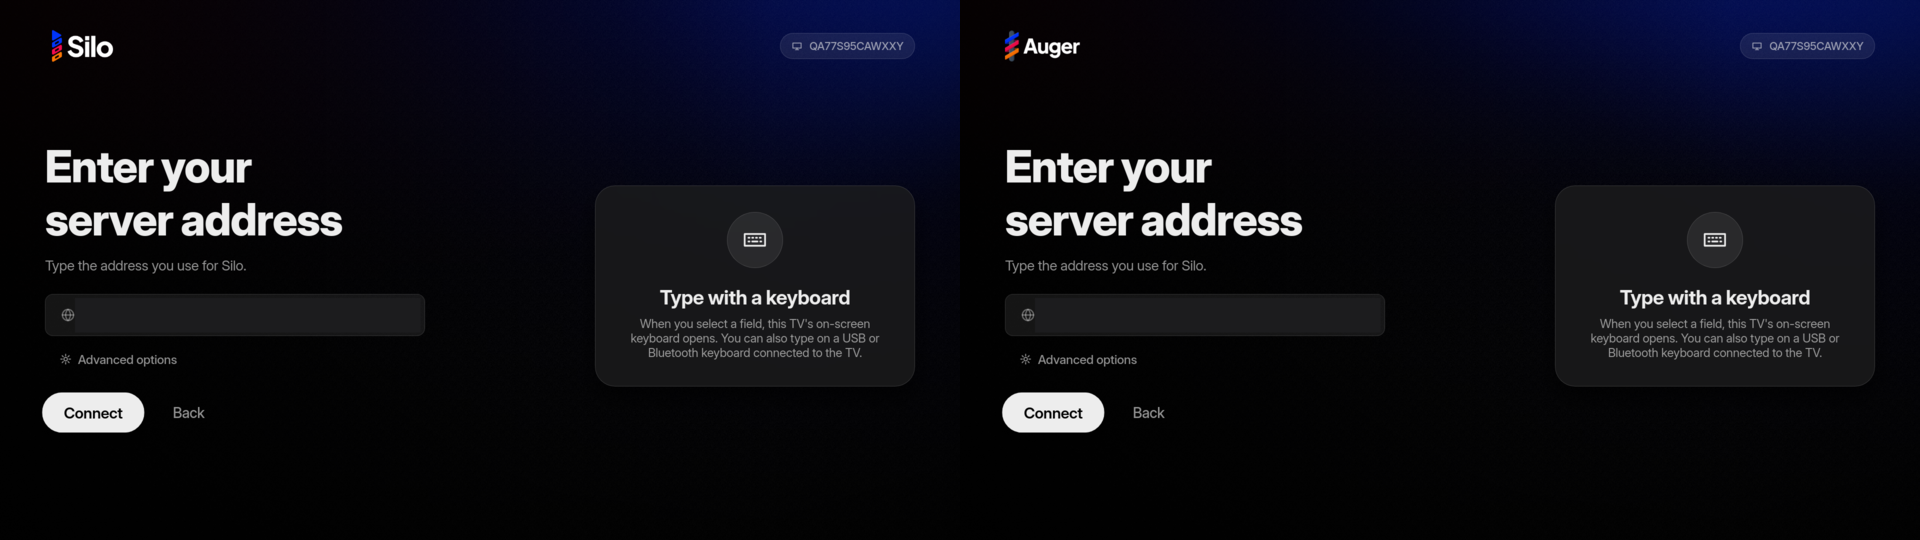 Silo
QA77S95CAWXXY
Enter your
server address
Type the address you use for Silo.
Advanced options
Connect
Back
Type with a keyboard
When you select a field, this TV's on-screen
keyboard opens. You can also type on a USB or
Bluetooth keyboard connected to the TV.
Auger
QA77S95CAWXXY
Enter your
server address
Type the address you use for Silo.
Advanced options
Connect
Back
Type with a keyboard
When you select a field, this TV's on-screen
keyboard opens. You can also type on a USB or
Bluetooth keyboard connected to the TV.